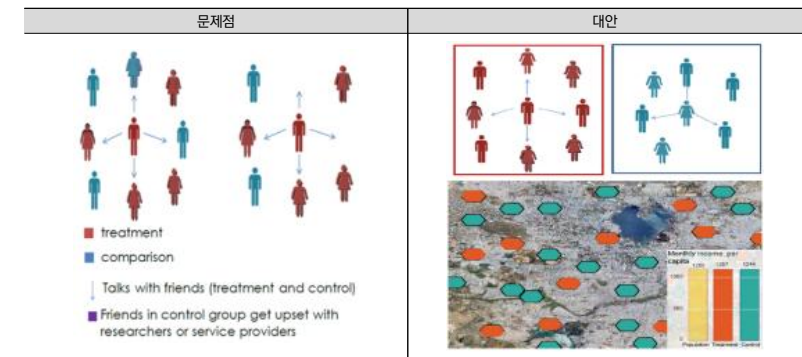 문제점
대안
treatment
comparison
Talks with friends (treatment and control)
Friends in control group get upset with
researchers or service providers
Monthly income per
capita
Population Treatment Control